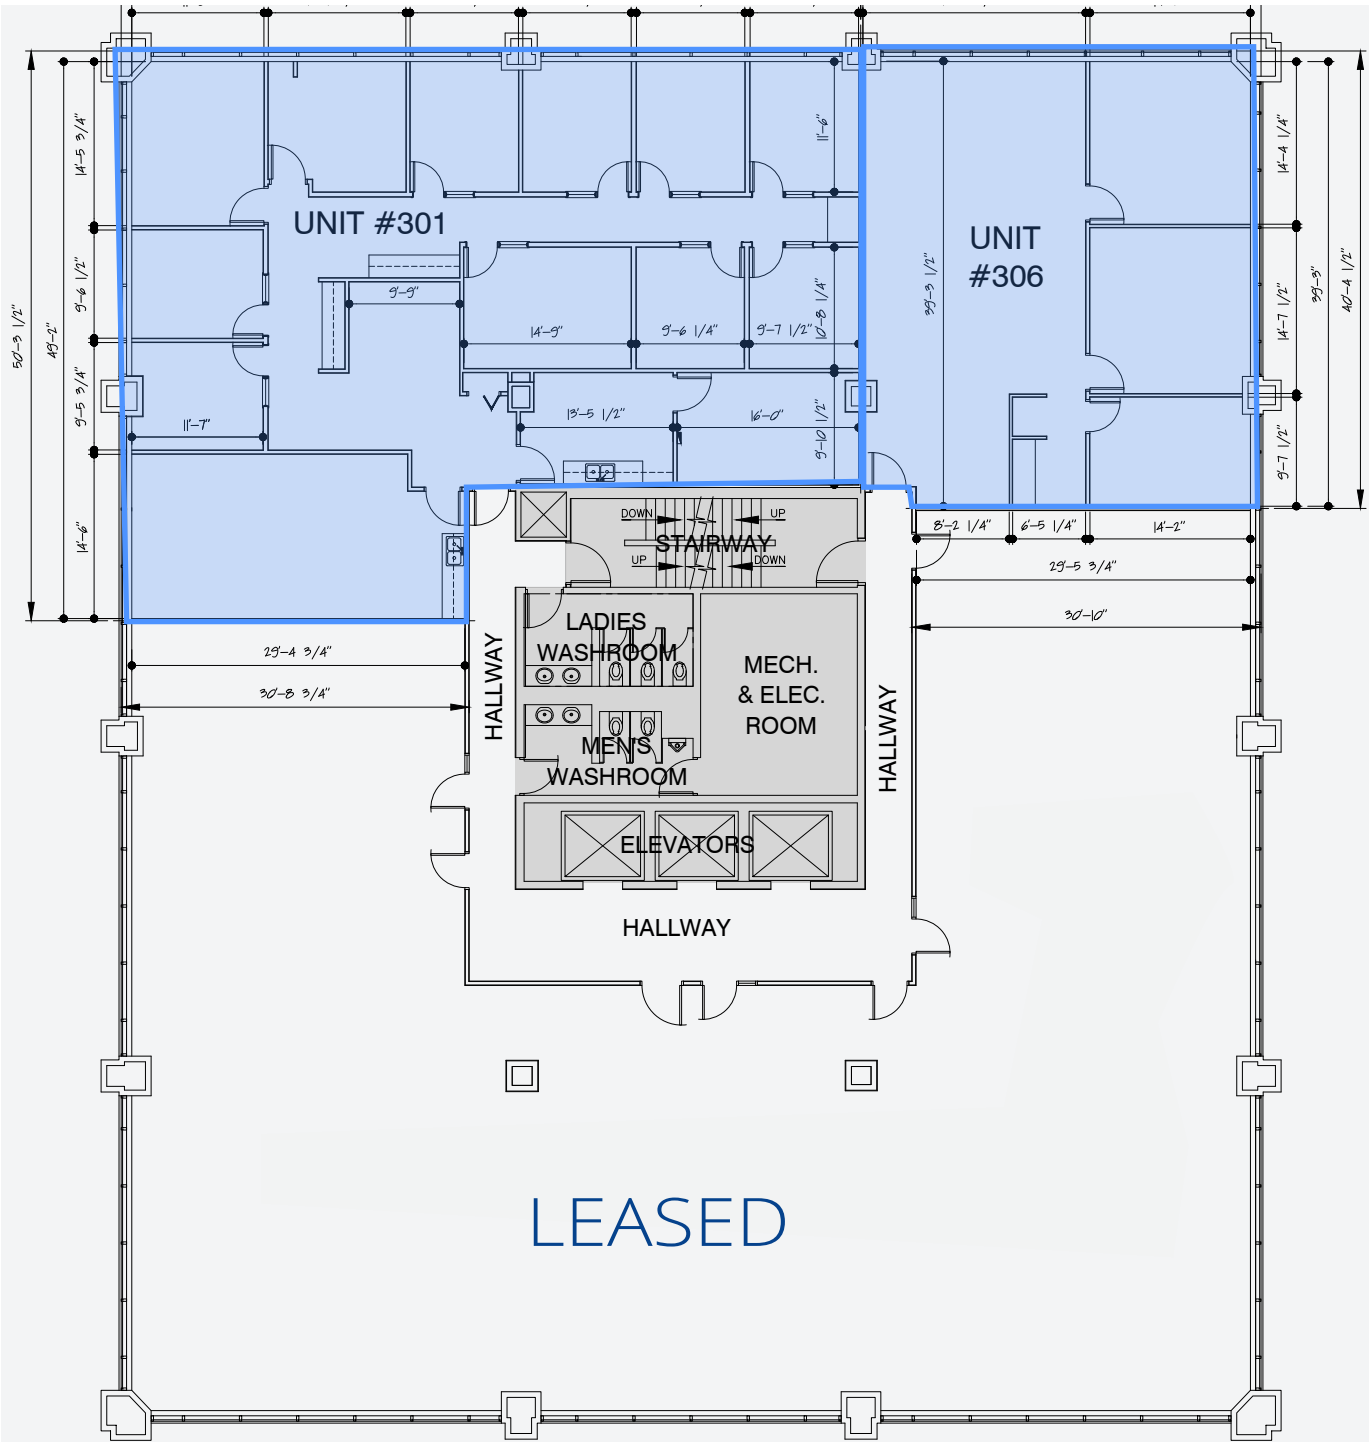 11'-6"
14'-5 3/4"
14'-4 1/4"
UNIT #301
UNIT
#306
9'-6 1/2"
50'-3 1/2"
49'-2"
9'-9"
14'-9"
9'-6 1/4"
9'-7 1/2"
10'-8 1/4"
39'-3 1/2"
14'-7 1/2"
39'-3"
40'-4 1/2"
9'-5 3/4"
11'-7"
13'-5 1/2"
16'-0"
9'-10 1/2"
9'-7 1/2"
14'-6"
DOWN
UP
STAIRWAY
UP
DOWN
8'-2 1/4"
6'-5 1/4"
14'-2"
29'-5 3/4"
30'-10"
29'-4 3/4"
30'-8 3/4"
HALLWAY
LADIES
WASHROOM
MECH.
& ELEC.
ROOM
HALLWAY
MEN'S
WASHROOM
ELEVATORS
HALLWAY
LEASED